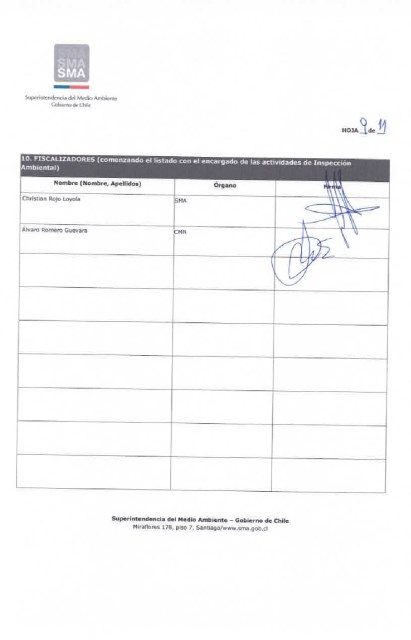 SMA
SMA
SMA
Superintendencia del Medio Ambiente
Gobierno de Chile
HOJA 9 de 11
10. FISCALIZADORES (comenzando el listado con el encargado de las actividades de Inspección
Ambiental)
Nombre (Nombre, Apellidos) Órgano Firma
Christian Rojo Loyola SMA
Álvaro Romero Guevara CMN
Superintendencia del Medio Ambiente – Gobierno de Chile
Miraflores 178, piso 7, Santiago/www.sma.gob.cl